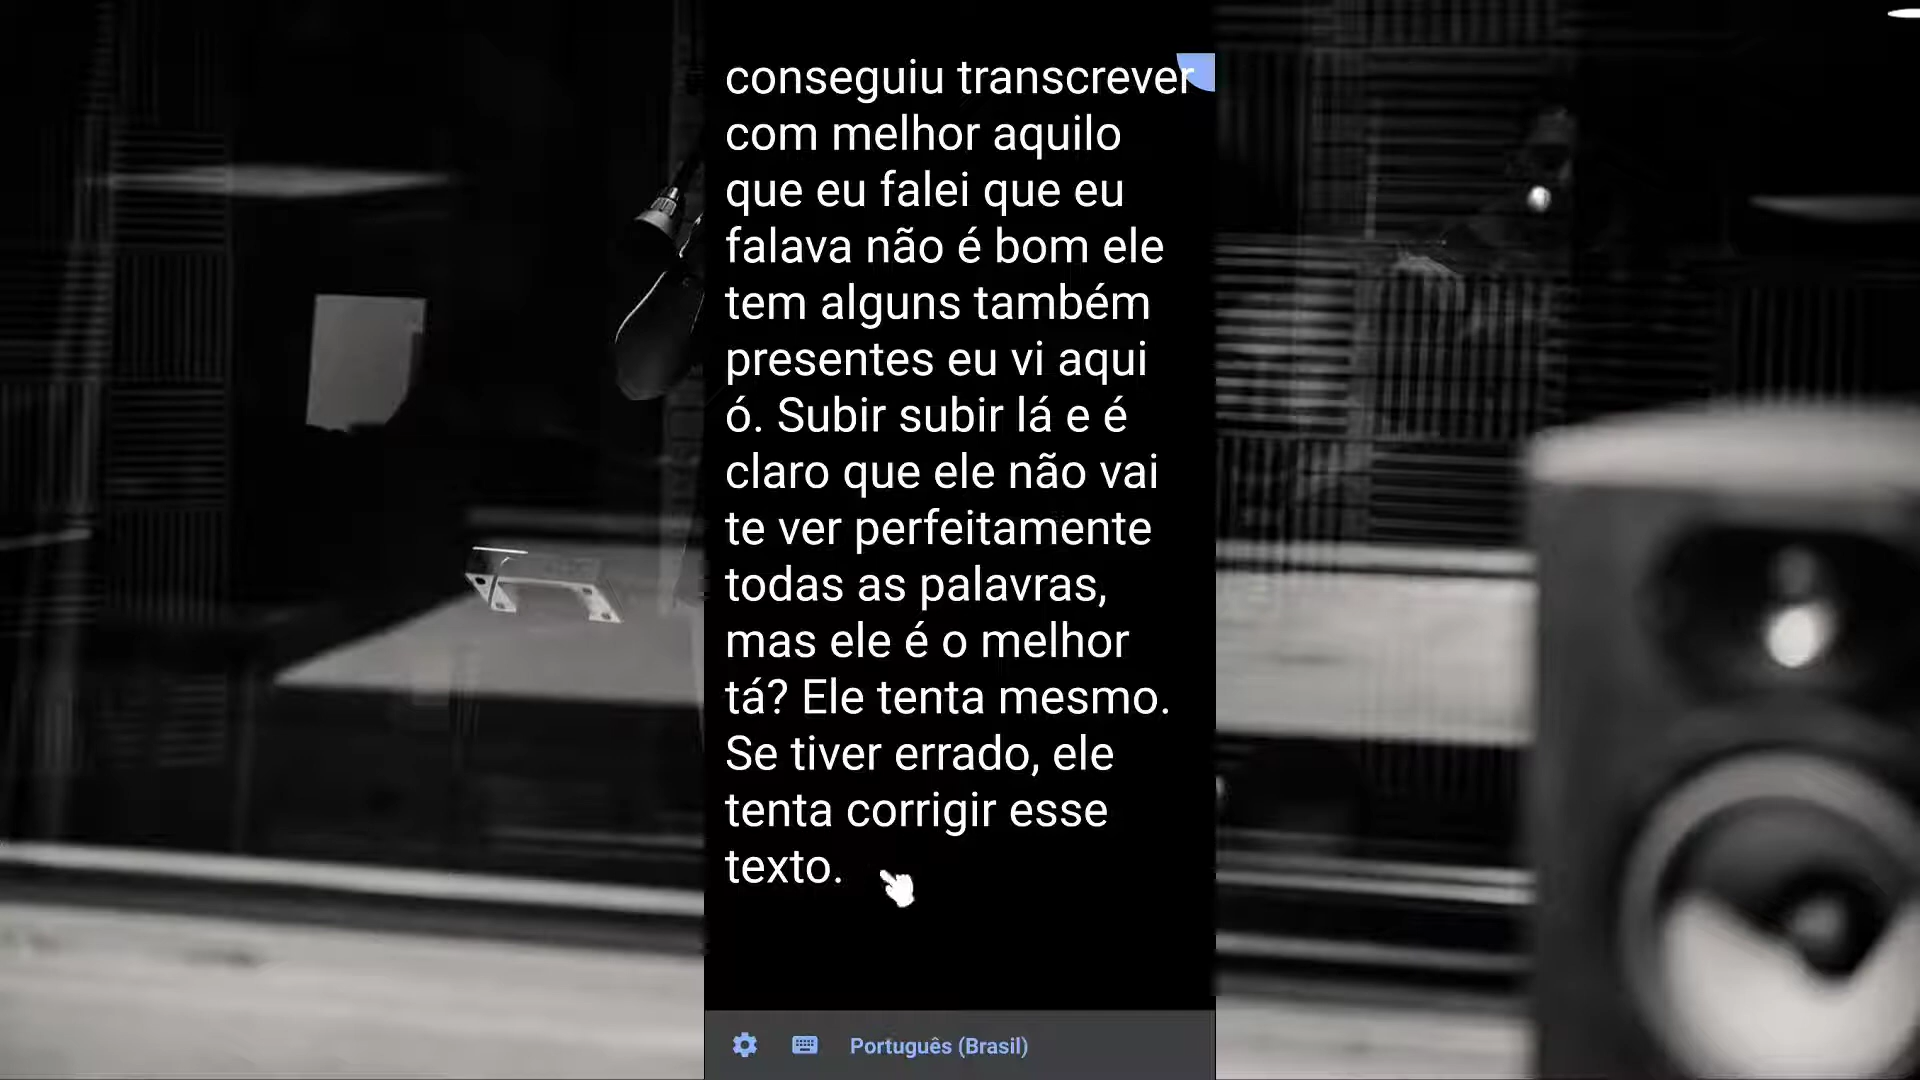 conseguiu transcrever
com melhor aquilo
que eu falei que eu
falava não é bom ele
tem alguns também
presentes eu vi aqui
ó. Subir subir lá e é
claro que ele não vai
te ver perfeitamente
todas as palavras,
mas ele é o melhor
tá? Ele tenta mesmo.
Se tiver errado, ele
tenta corrigir esse
texto.
Português (Brasil)